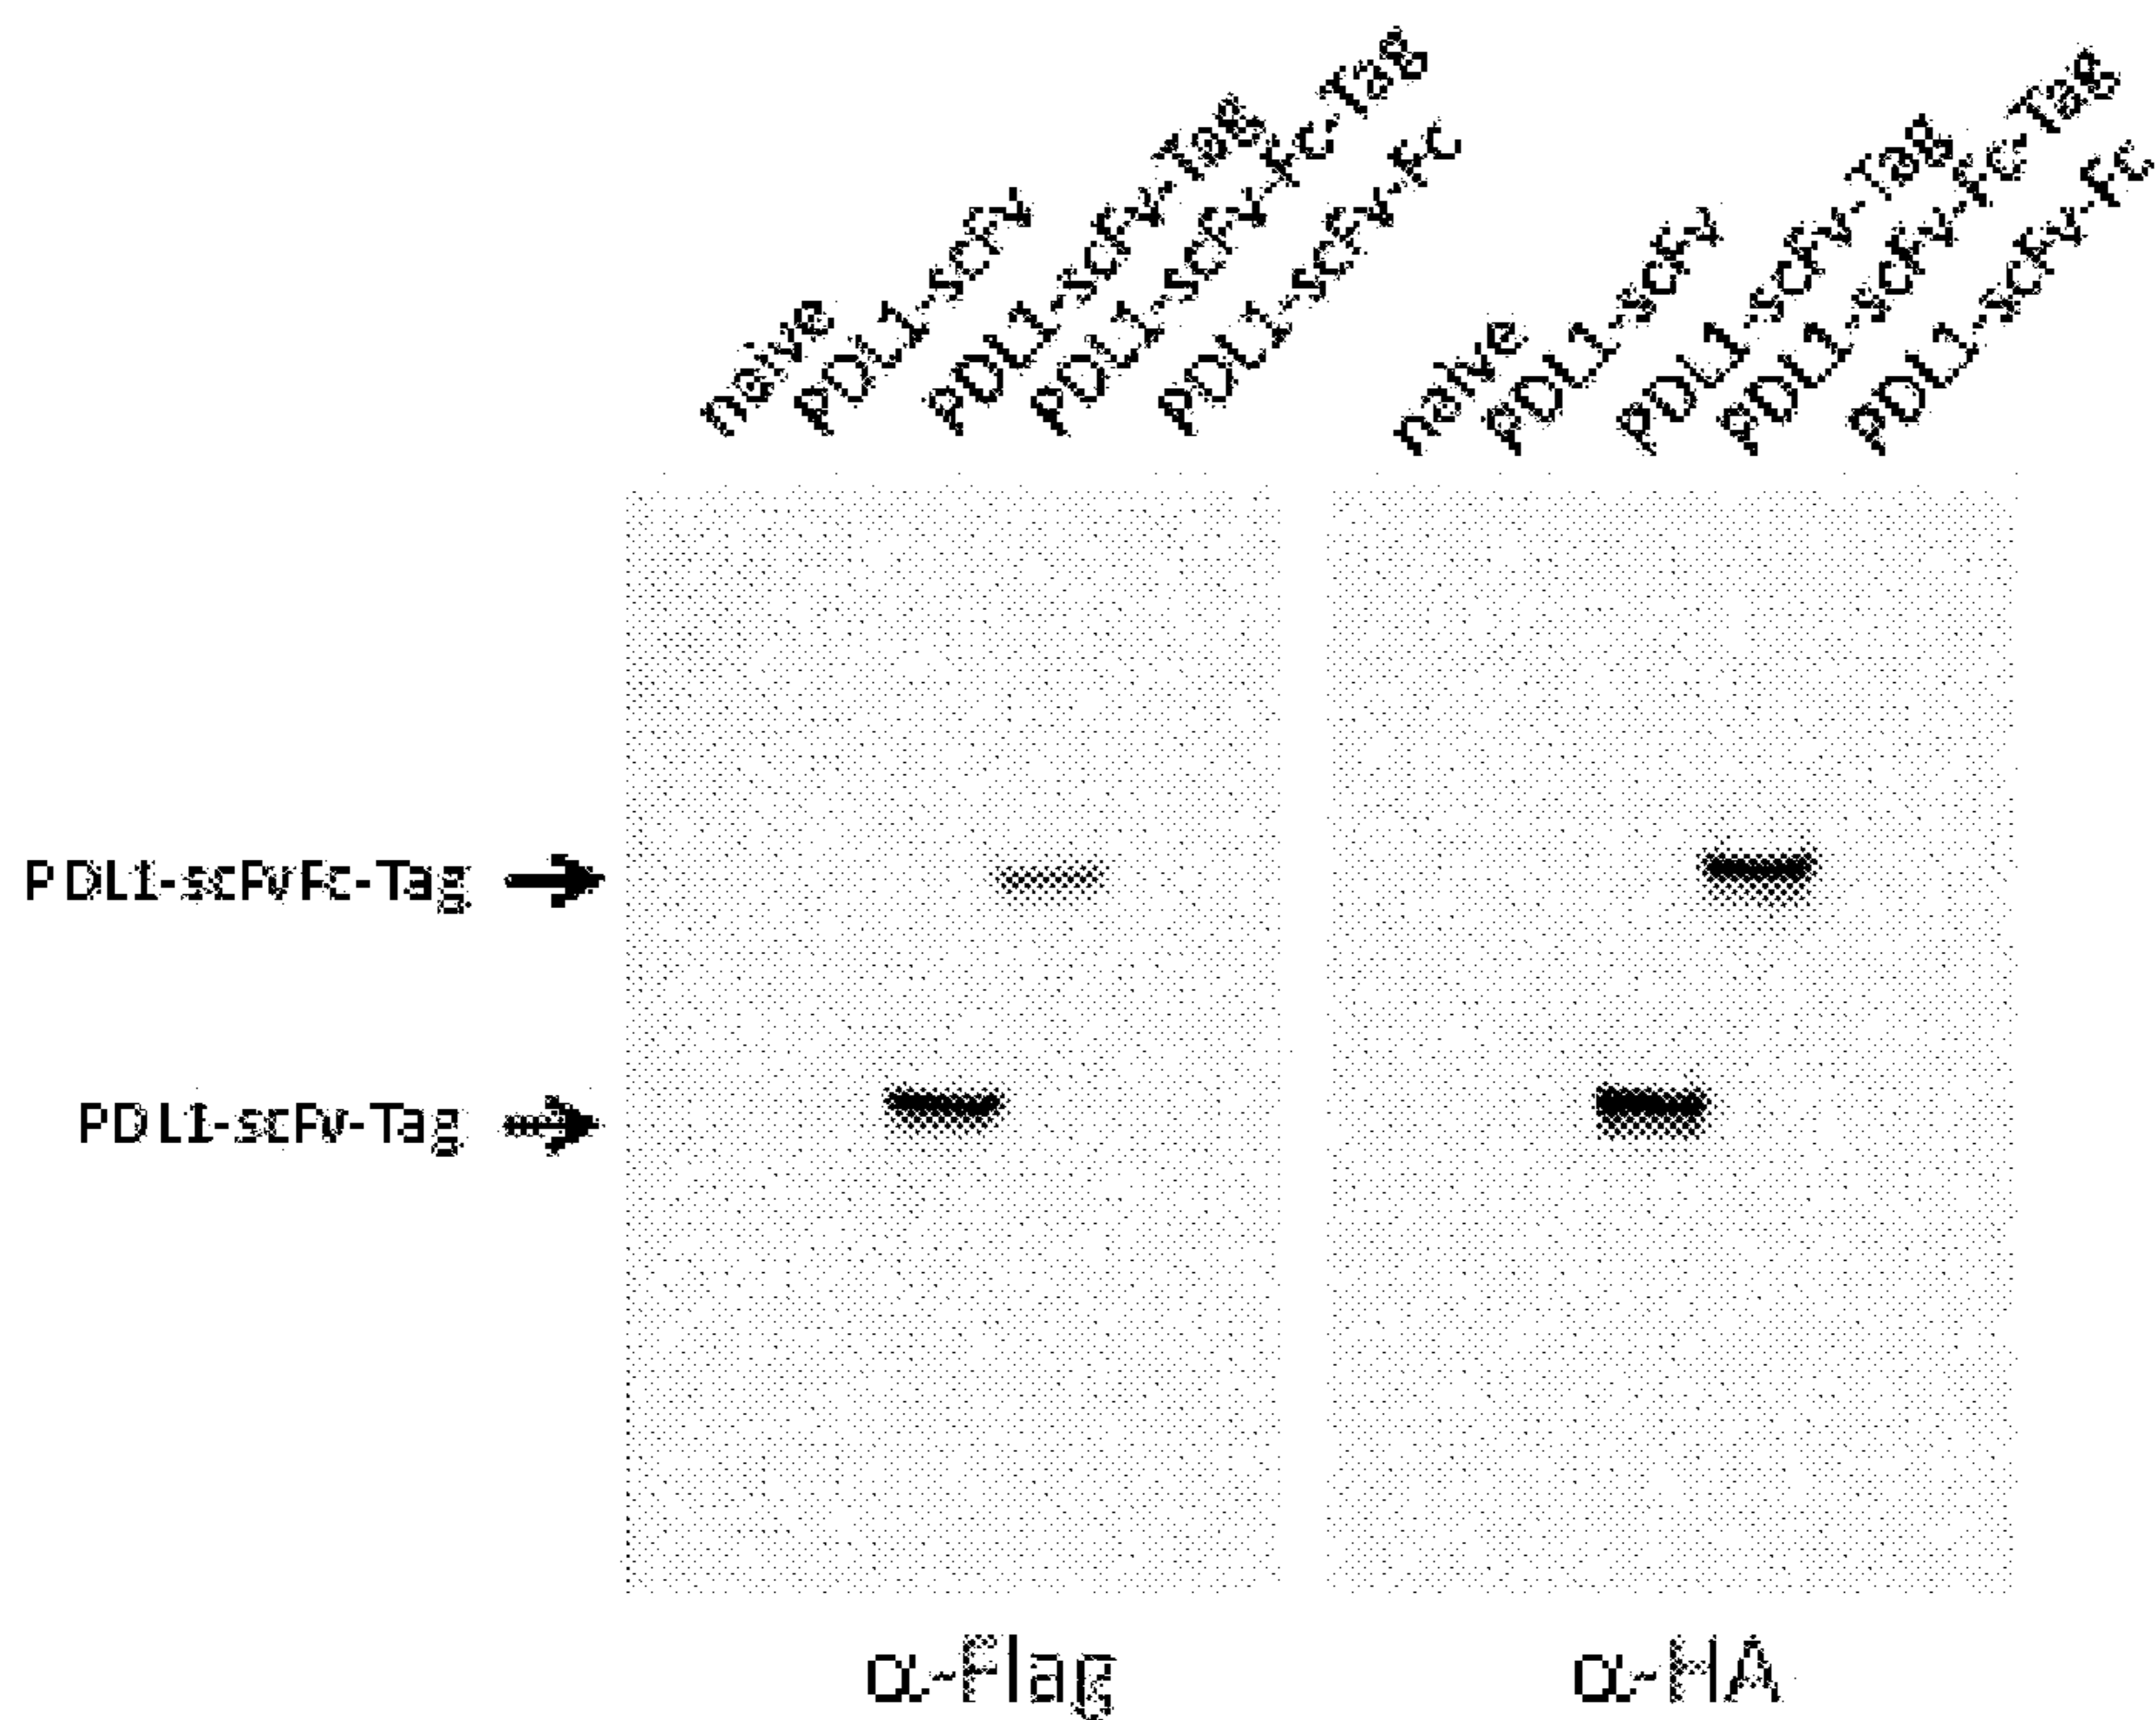 naive
PDL1-scFv
PDL1-scFv-Tag
PDL1-scFv-Fc-Tag
PDL1-scFv-Fc
naive
PDL1-scFv
PDL1-scFv-Tag
PDL1-scFv-Fc-Tag
PDL1-scFv-Fc
PDL1-scFvFc-Tag
PDL1-scFv-Tag
α-Flag
α-HA